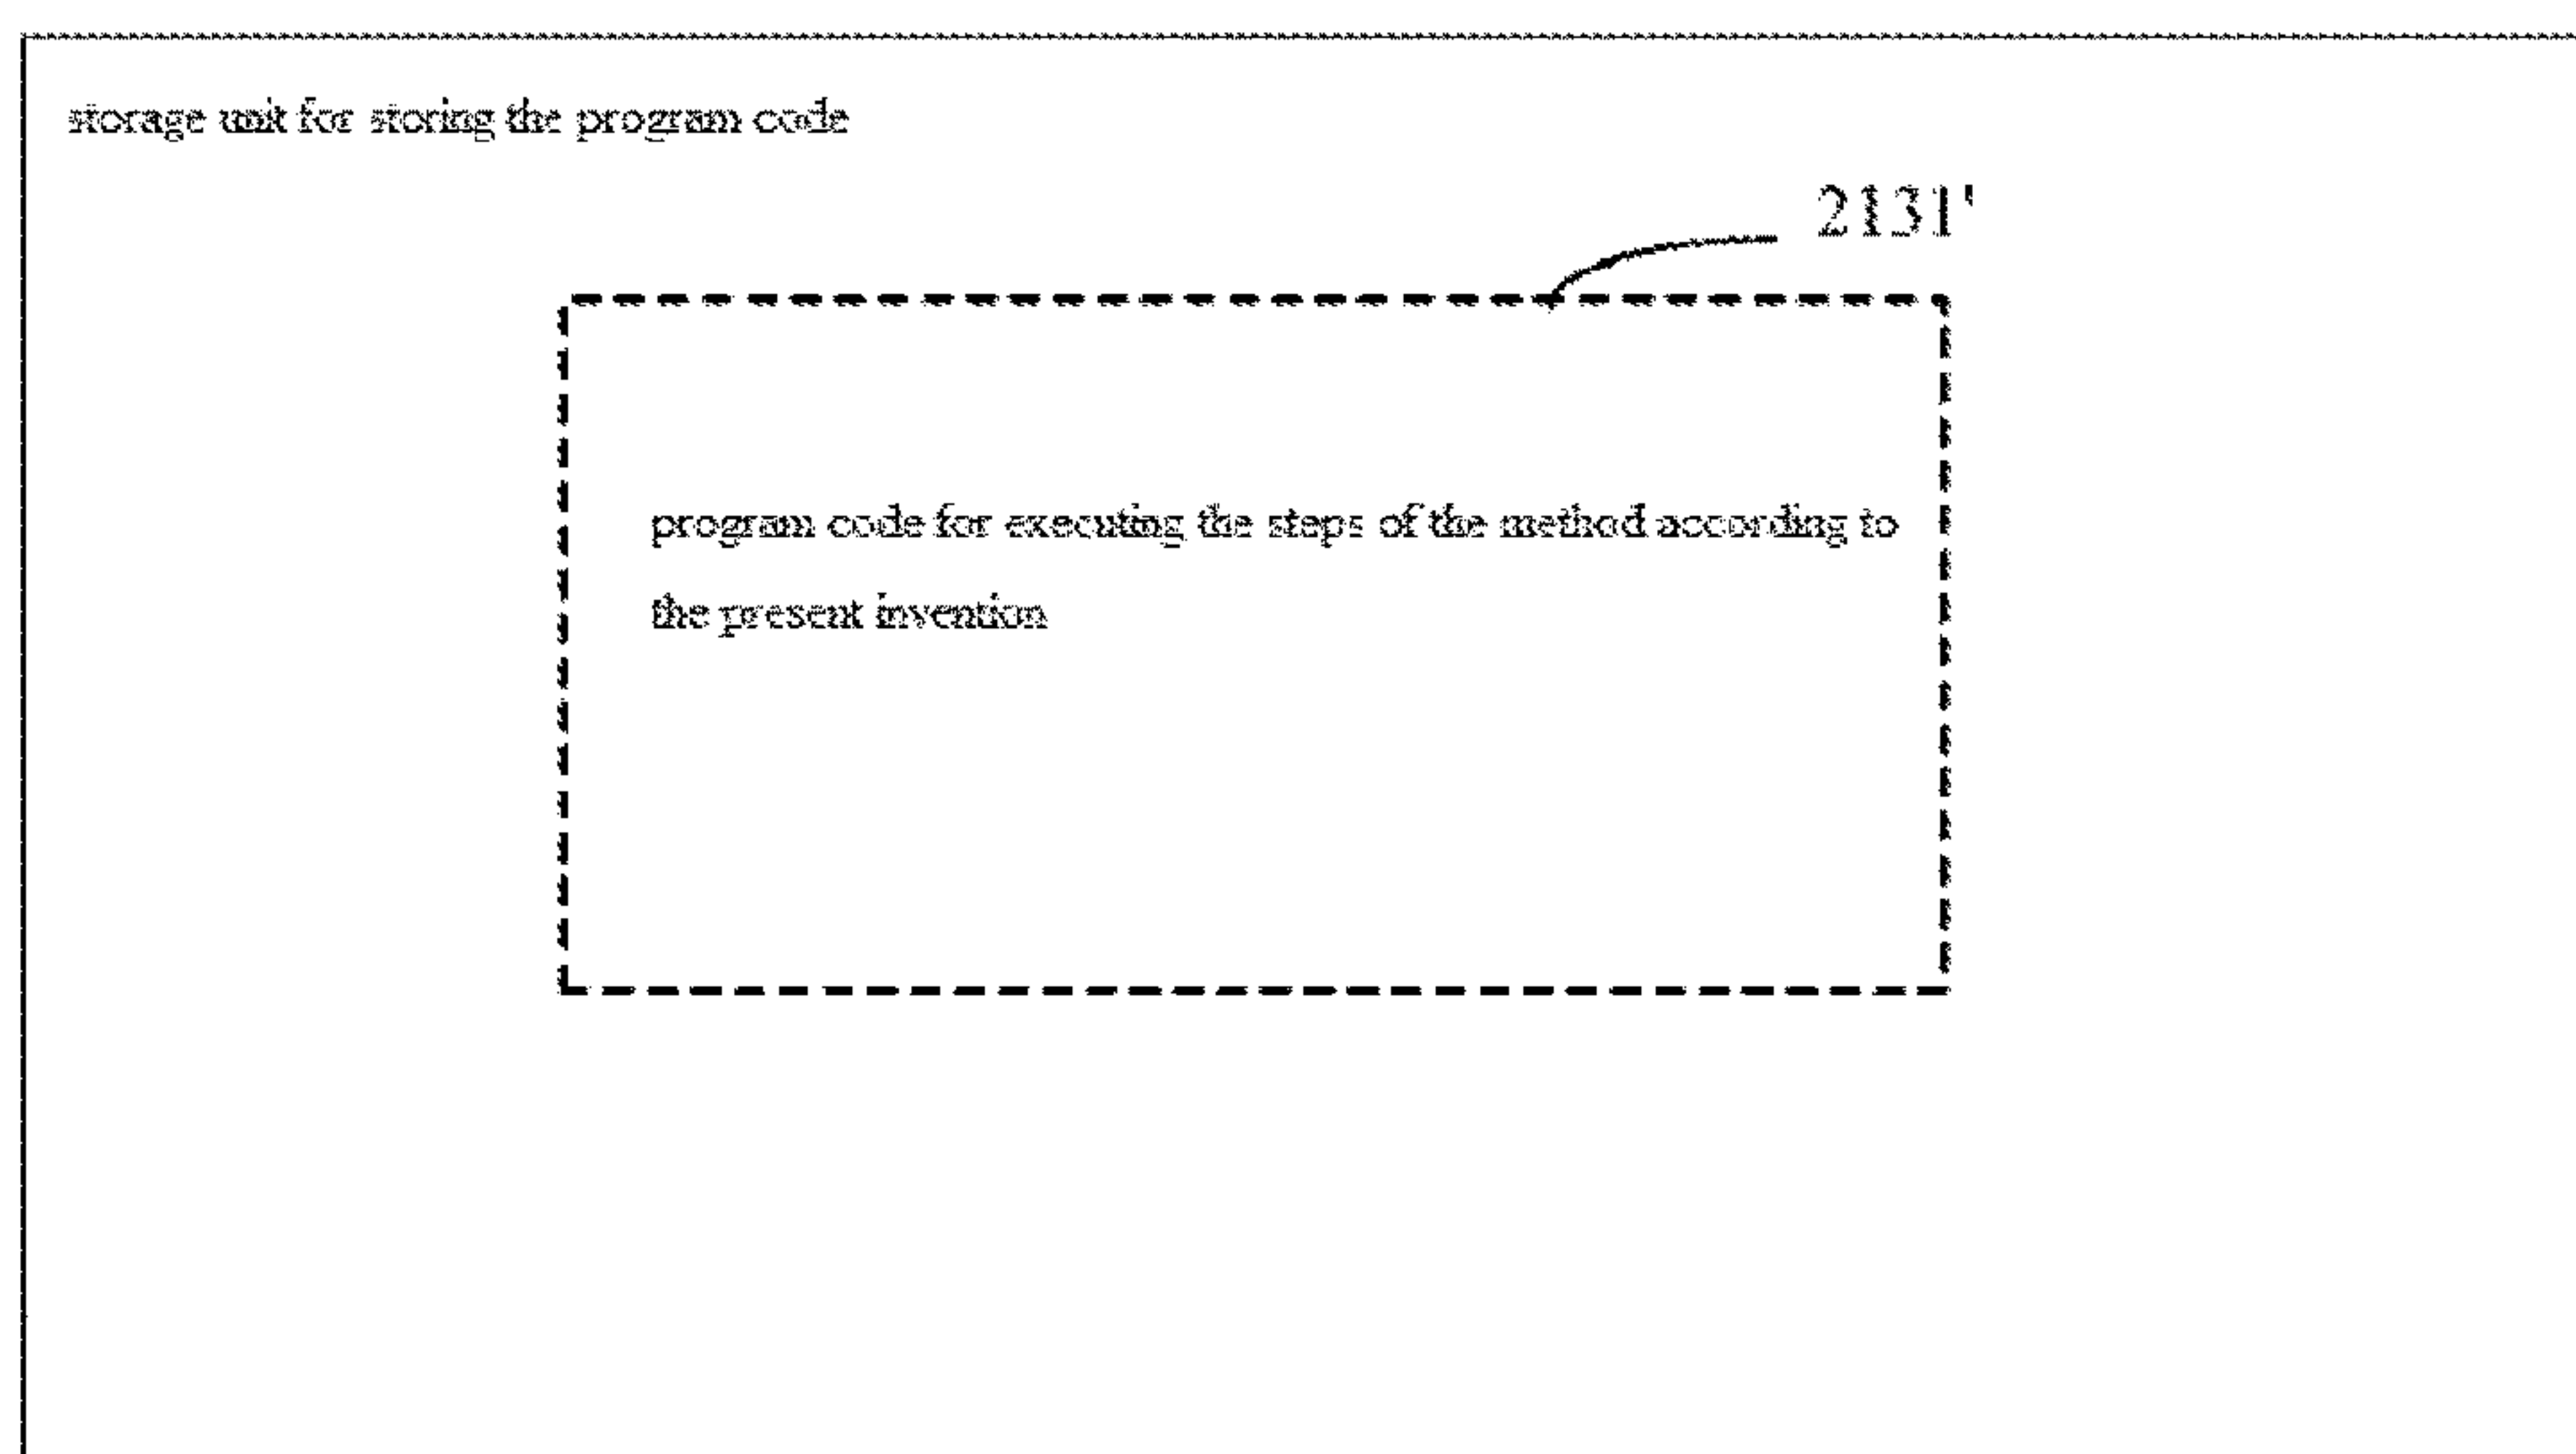 storage unit for storing the program code
2131'
program code for executing the steps of the method according to
the present invention